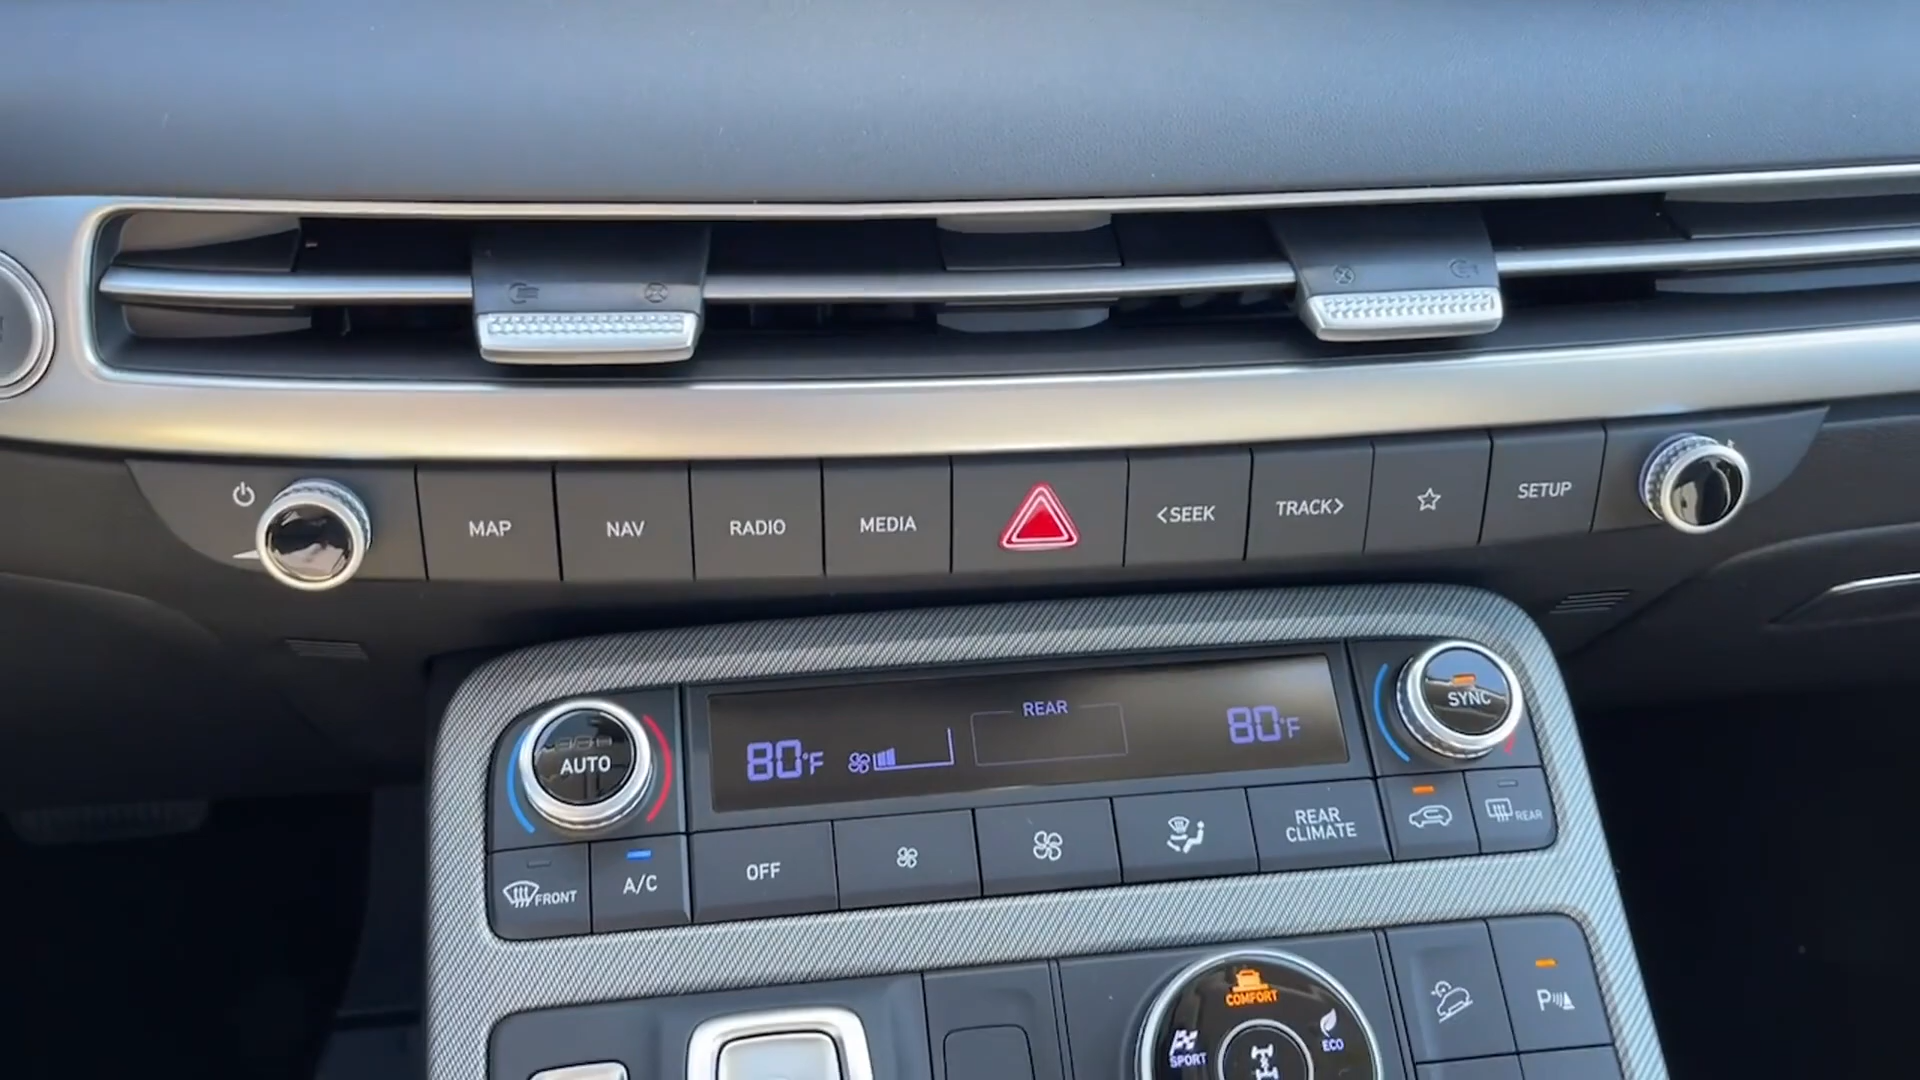 MAP
NAV
RADIO
MEDIA
<SEEK
TRACK>
SETUP
AUTO
80°F
REAR
80°F
SYNC
FRONT
A/C
OFF
REAR
CLIMATE
REAR
COMFORT
SPORT
ECO
P